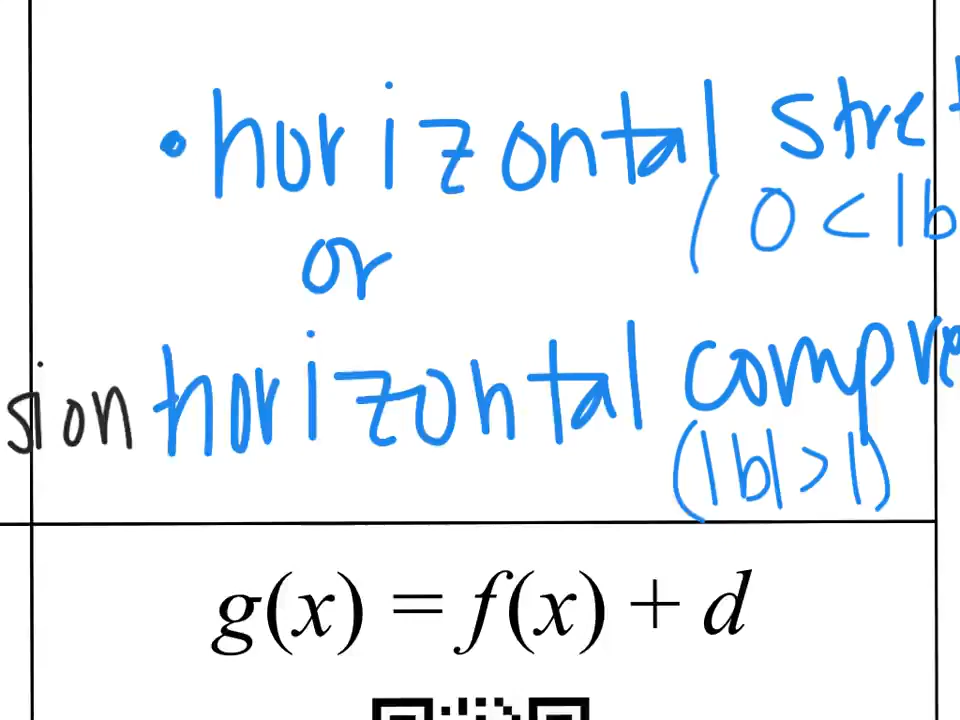 • horizontal stret
(0 < |b
or
sion horizontal compre
(|b| > 1)
g(x) = f(x) + d